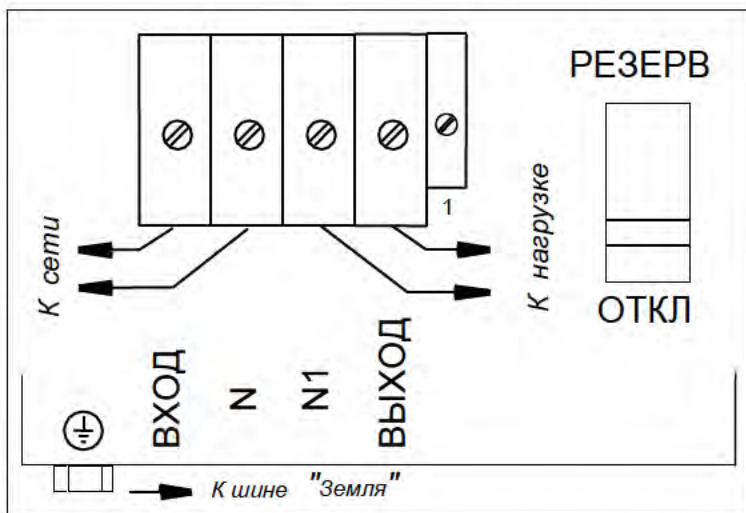 РЕЗЕРВ
1
К сети
К нагрузке
ОТКЛ
ВХОД
N
N1
ВЫХОД
К шине "Земля"